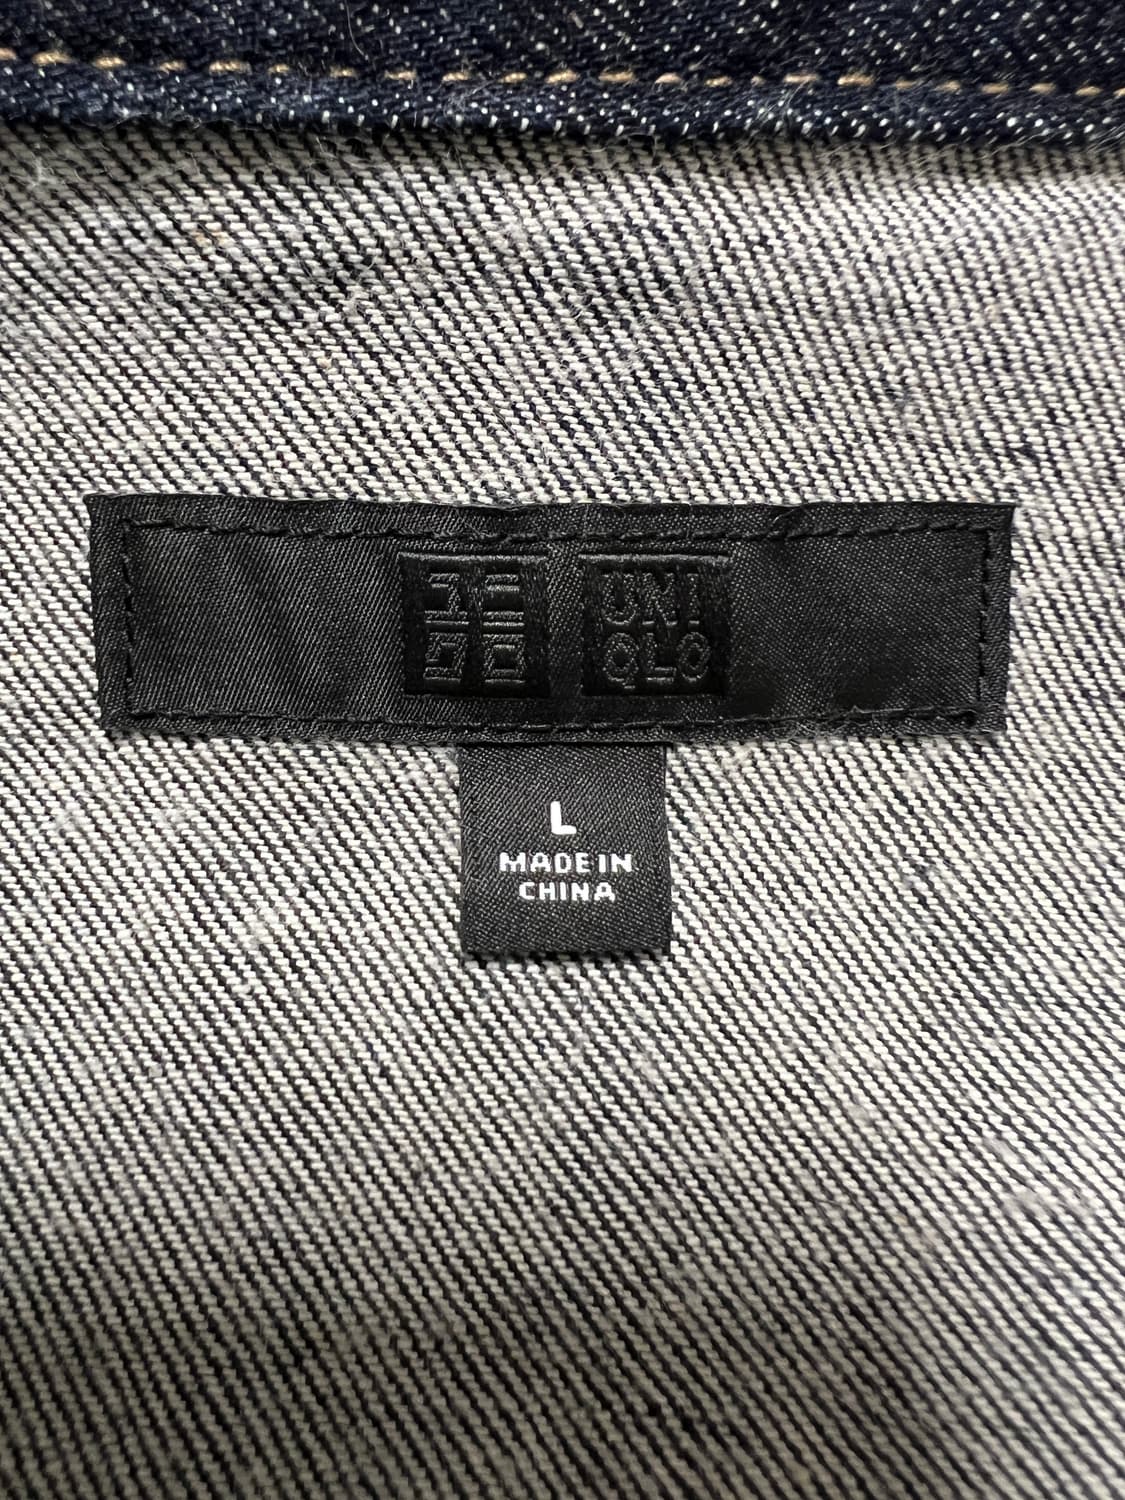 ユニ UNI
クロ QLO
L
MADE IN
CHINA